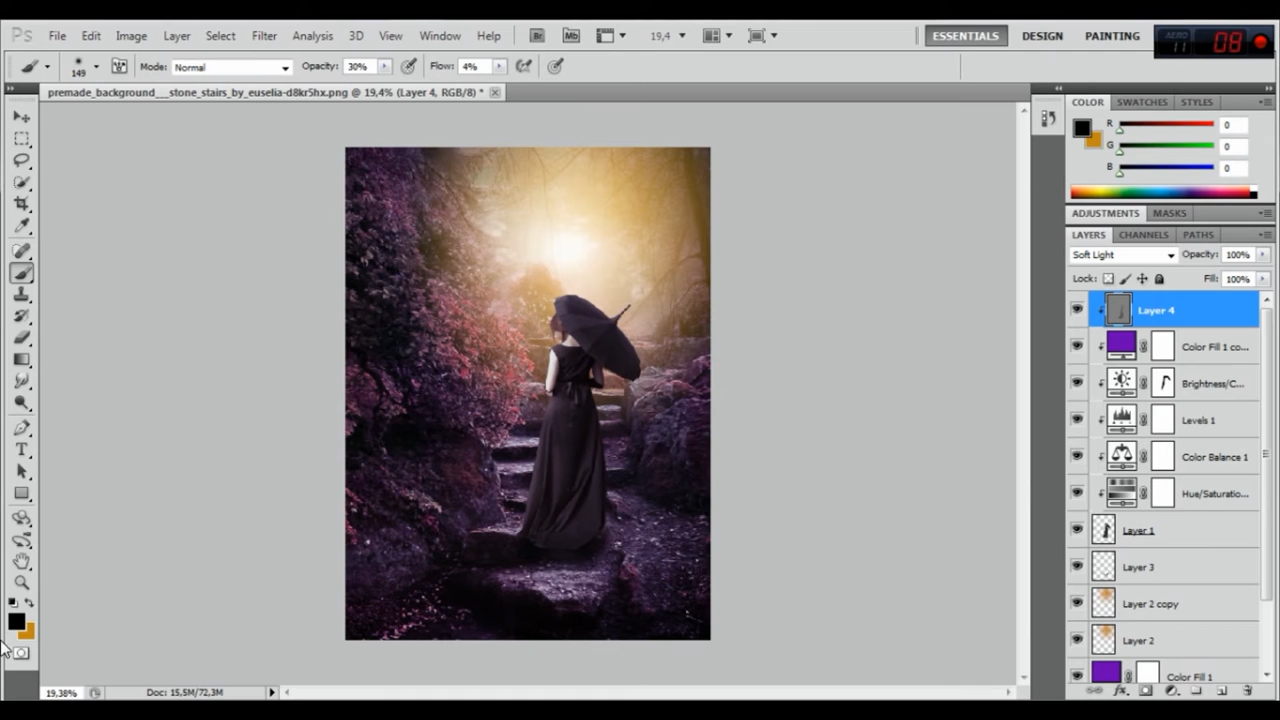 Ps File Edit Image Layer Select Filter Analysis 3D View Window Help Br Mb 19,4 ESSENTIALS DESIGN PAINTING AERO 11 08
149 Mode: Normal Opacity: 30% Flow: 4%
premade_background___stone_stairs_by_euselia-d8kr5hx.png @ 19,4% (Layer 4, RGB/8) *
COLOR SWATCHES STYLES
R 0
G 0
B 0
ADJUSTMENTS MASKS
LAYERS CHANNELS PATHS
Soft Light Opacity: 100%
Lock: Fill: 100%
Layer 4
Color Fill 1 co...
Brightness/C...
Levels 1
Color Balance 1
Hue/Saturatio...
Layer 1
Layer 3
Layer 2 copy
Layer 2
Color Fill 1
T
19,38% Doc: 15,5M/72,3M fx